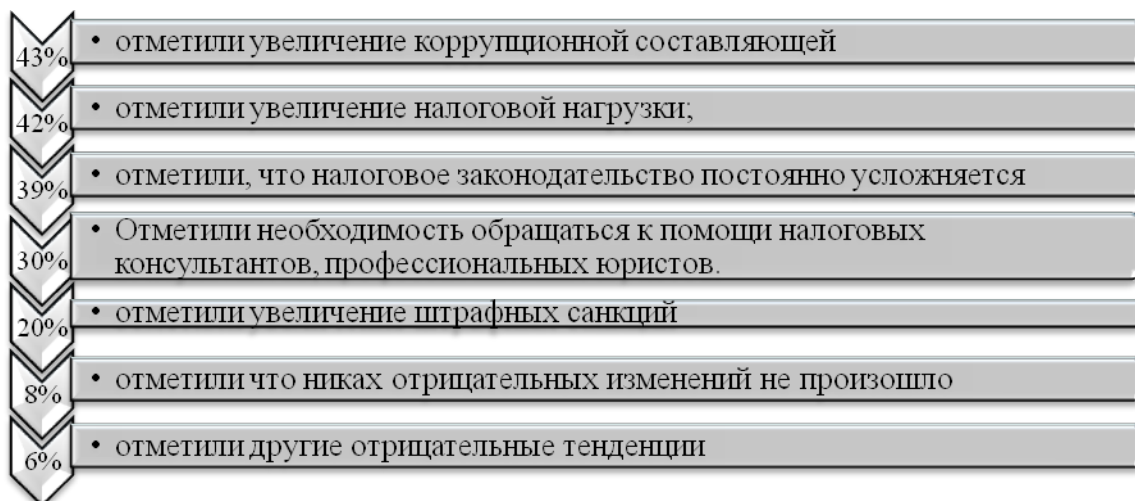 43%
• отметили увеличение коррупционной составляющей
42%
• отметили увеличение налоговой нагрузки;
39%
• отметили, что налоговое законодательство постоянно усложняется
30%
• Отметили необходимость обращаться к помощи налоговых
консультантов, профессиональных юристов.
20%
• отметили увеличение штрафных санкций
8%
• отметили что никах отрицательных изменений не произошло
6%
• отметили другие отрицательные тенденции